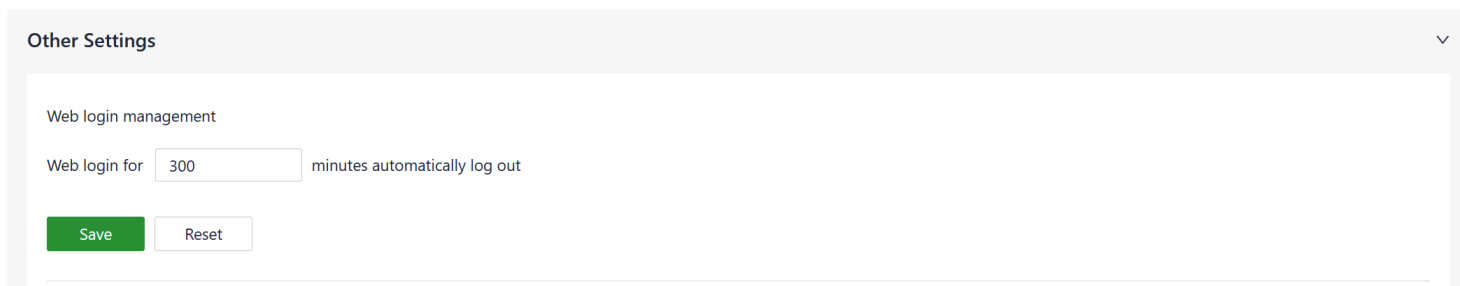 Other Settings
Web login management
Web login for 300 minutes automatically log out
Save Reset